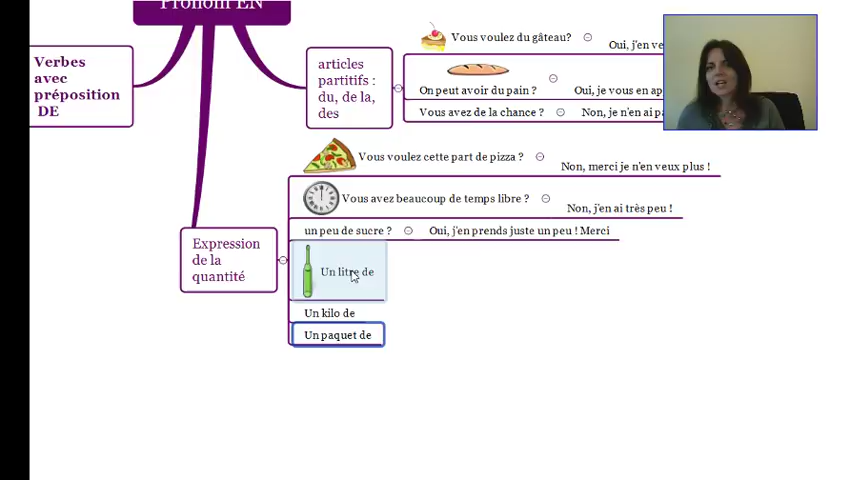 Pronom EN
Verbes
avec
préposition
DE
articles
partitifs :
du, de la,
des
Vous voulez du gâteau?
Oui, j'en
On peut avoir du pain ?
Oui, je vous en
Vous avez de la chance ?
Non, je n'en ai
Expression
de la
quantité
Vous voulez cette part de pizza ?
Non, merci je n'en veux plus !
Vous avez beaucoup de temps libre ?
Non, j'en ai très peu !
un peu de sucre ?
Oui, j'en prends juste un peu ! Merci
Un litre de
Un kilo de
Un paquet de